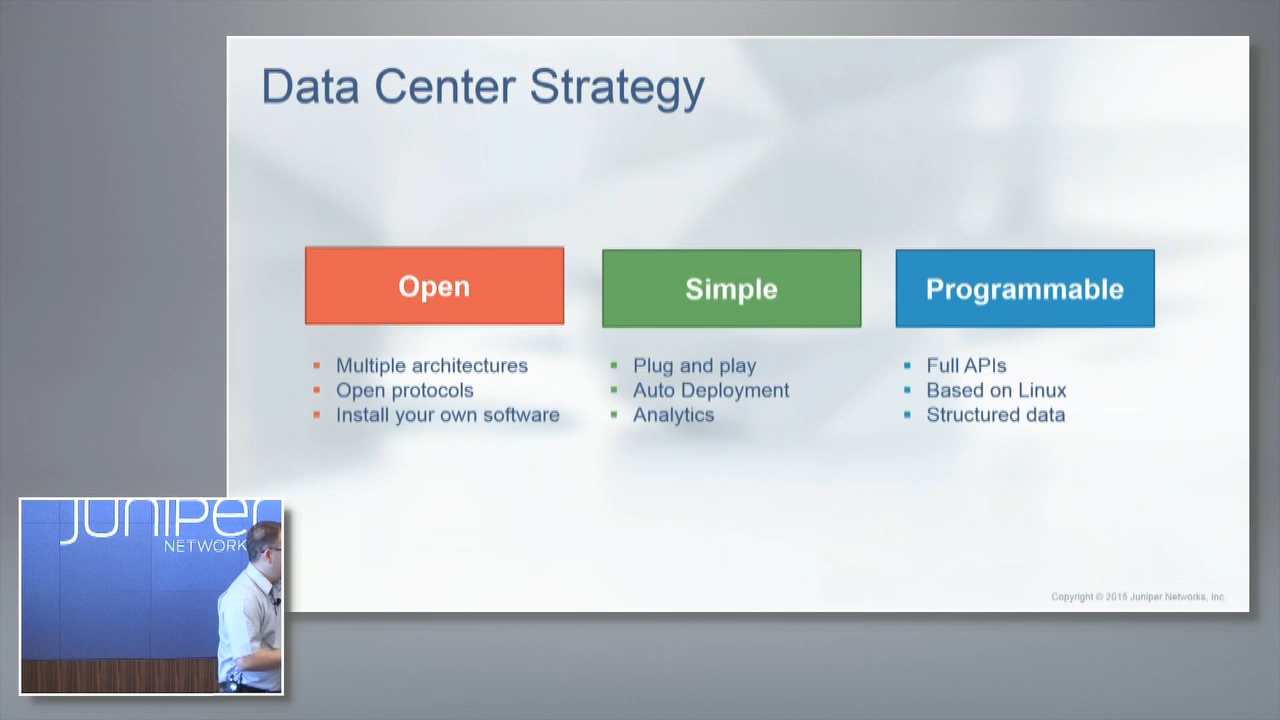 Data Center Strategy
Open
Multiple architectures
Open protocols
Install your own software
Simple
Plug and play
Auto Deployment
Analytics
Programmable
Full APIs
Based on Linux
Structured data
Copyright © 2015 Juniper Networks, Inc.
Juniper
NETWORK